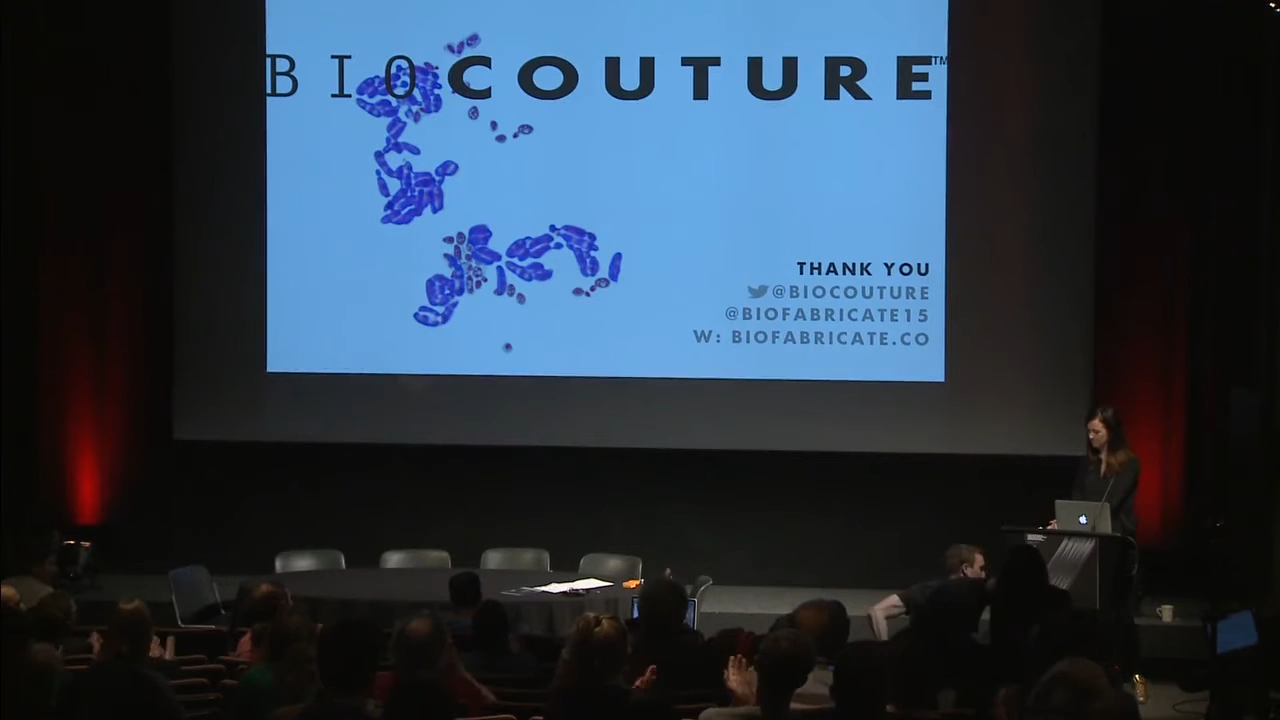 BIOCOUTURE™
THANK YOU
@BIOCOUTURE
@BIOFABRICATE15
W: BIOFABRICATE.CO